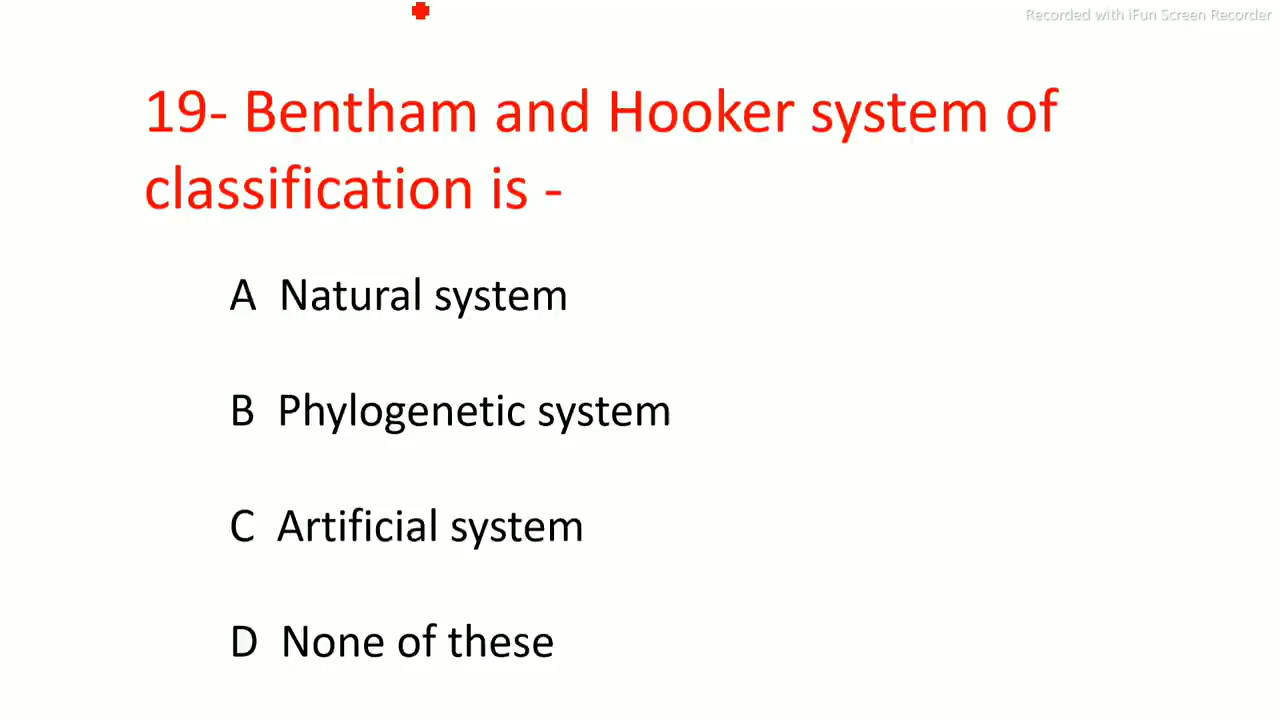 Recorded with iFun Screen Recorder
19- Bentham and Hooker system of
classification is -
A Natural system
B Phylogenetic system
C Artificial system
D None of these